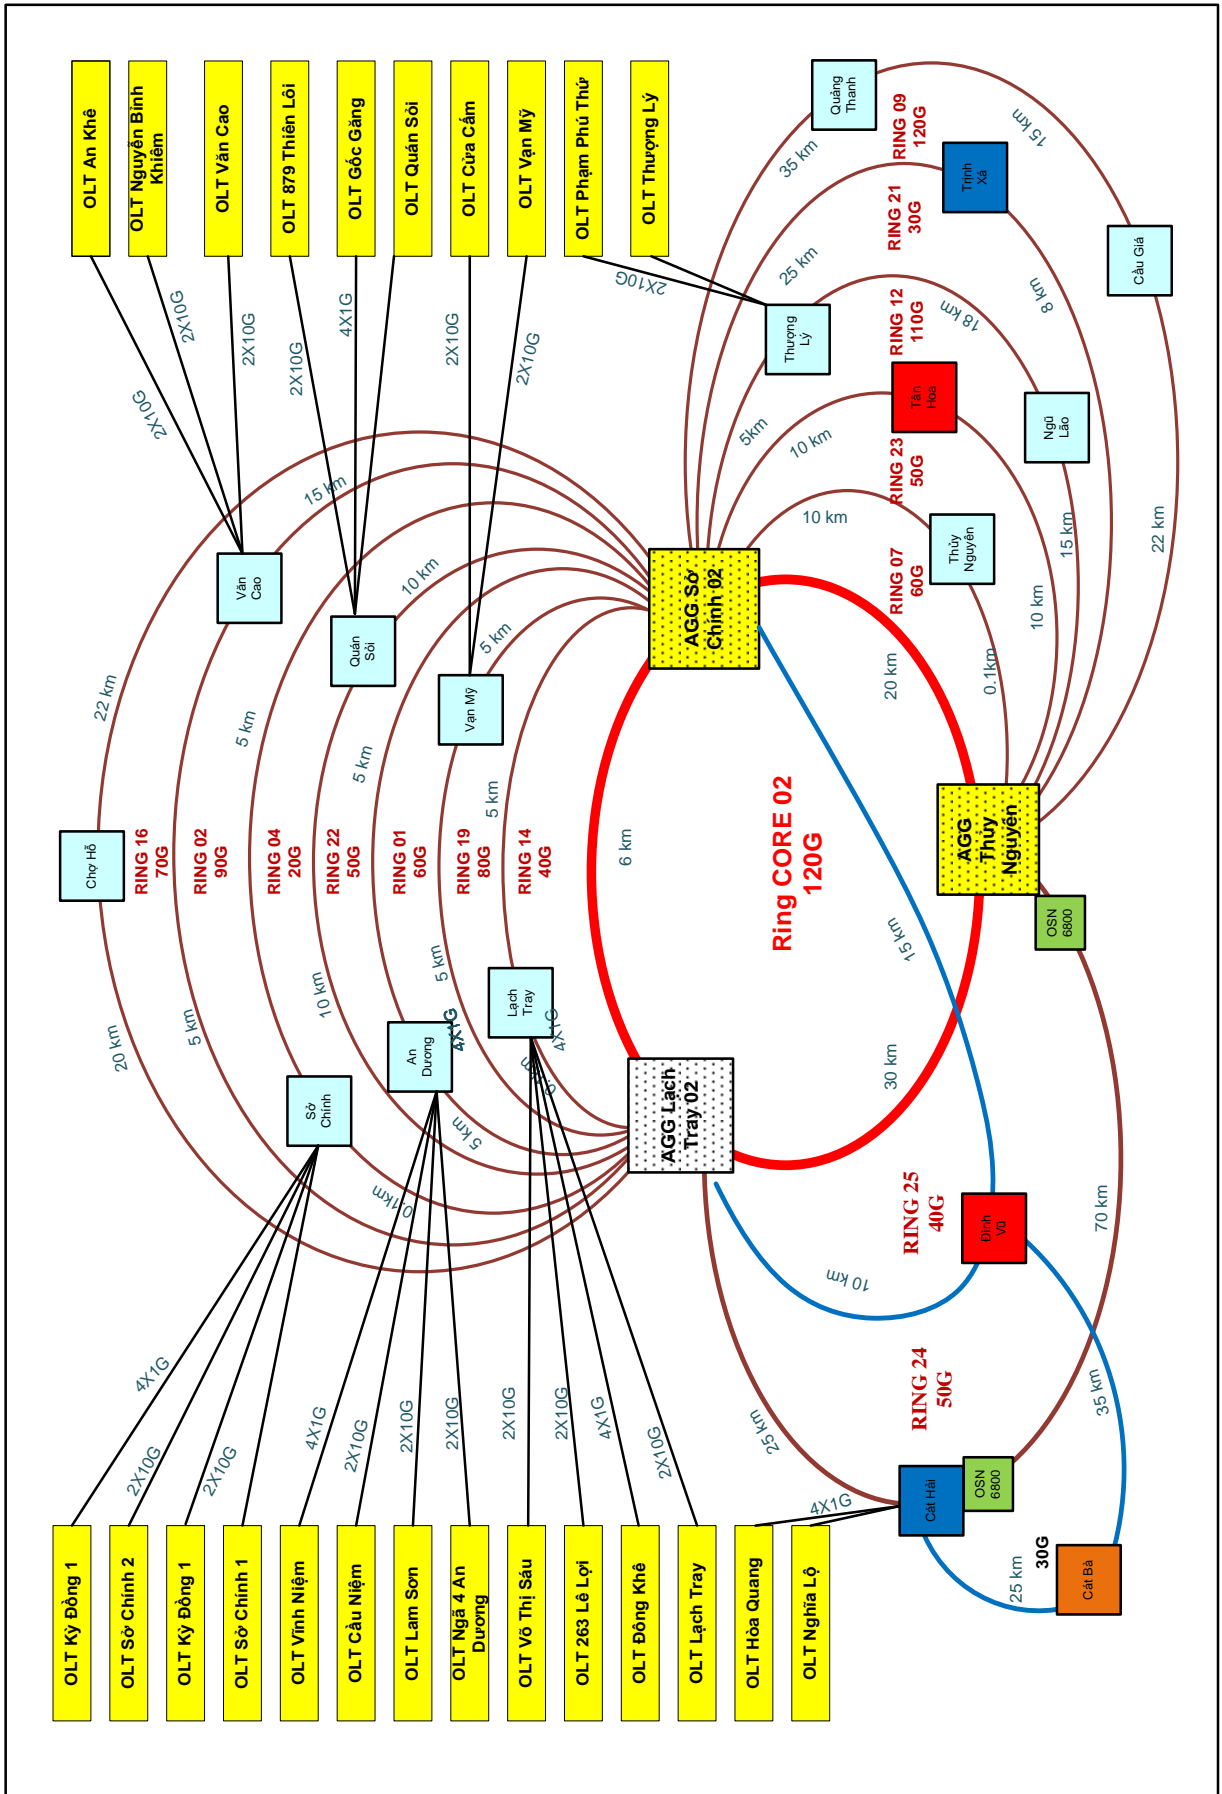 OLT An Khê
OLT Nguyễn Bỉnh
Khiêm
OLT Văn Cao
OLT 879 Thiên Lôi
OLT Gốc Găng
OLT Quán Sỏi
OLT Cửa Cấm
OLT Vạn Mỹ
OLT Phạm Phú Thứ
OLT Thượng Lý
2X10G
2X10G
2X10G
2X10G
4X1G
2X10G
2X10G
2X10G
Quảng
Thanh
Trịnh
Xá
Cầu Giá
Thượng
Lý
Tân
Hoa
Ngũ
Lão
Thủy
Nguyên
35 km
RING 09
120G
15 km
25 km
RING 21
30G
8 km
RING 12
110G
18 km
5km
10 km
RING 23
50G
10 km
RING 07
60G
15 km
22 km
10 km
0.1km
Văn
Cao
Quán
Sỏi
Vạn Mỹ
Chợ Hỗ
22 km
15 km
10 km
5 km
5 km
5 km
5 km
RING 16
70G
RING 02
90G
RING 04
20G
RING 22
50G
RING 01
60G
RING 19
80G
RING 14
40G
AGG Sở
Chính 02
AGG
Thủy
Nguyên
AGG Lạch
Tray 02
Ring CORE 02
120G
6 km
20 km
30 km
15 km
OSN
6800
20 km
5 km
10 km
5 km
Lạch
Tray
An
Dương
Sở
Chính
4X1G
4X1G
5 km
0,1km
RING 25
40G
Đình
Vũ
10 km
70 km
RING 24
50G
25 km
35 km
Cát Hải
OSN
6800
Cát Bà
30G
25 km
4X1G
2X10G
2X10G
4X1G
2X10G
2X10G
2X10G
2X10G
2X10G
4X1G
2X10G
4X1G
OLT Kỳ Đồng 1
OLT Sở Chính 2
OLT Kỳ Đồng 1
OLT Sở Chính 1
OLT Vĩnh Niệm
OLT Cầu Niệm
OLT Lam Sơn
OLT Ngã 4 An
Dương
OLT Võ Thị Sáu
OLT 263 Lê Lợi
OLT Đông Khê
OLT Lạch Tray
OLT Hòa Quang
OLT Nghĩa Lộ